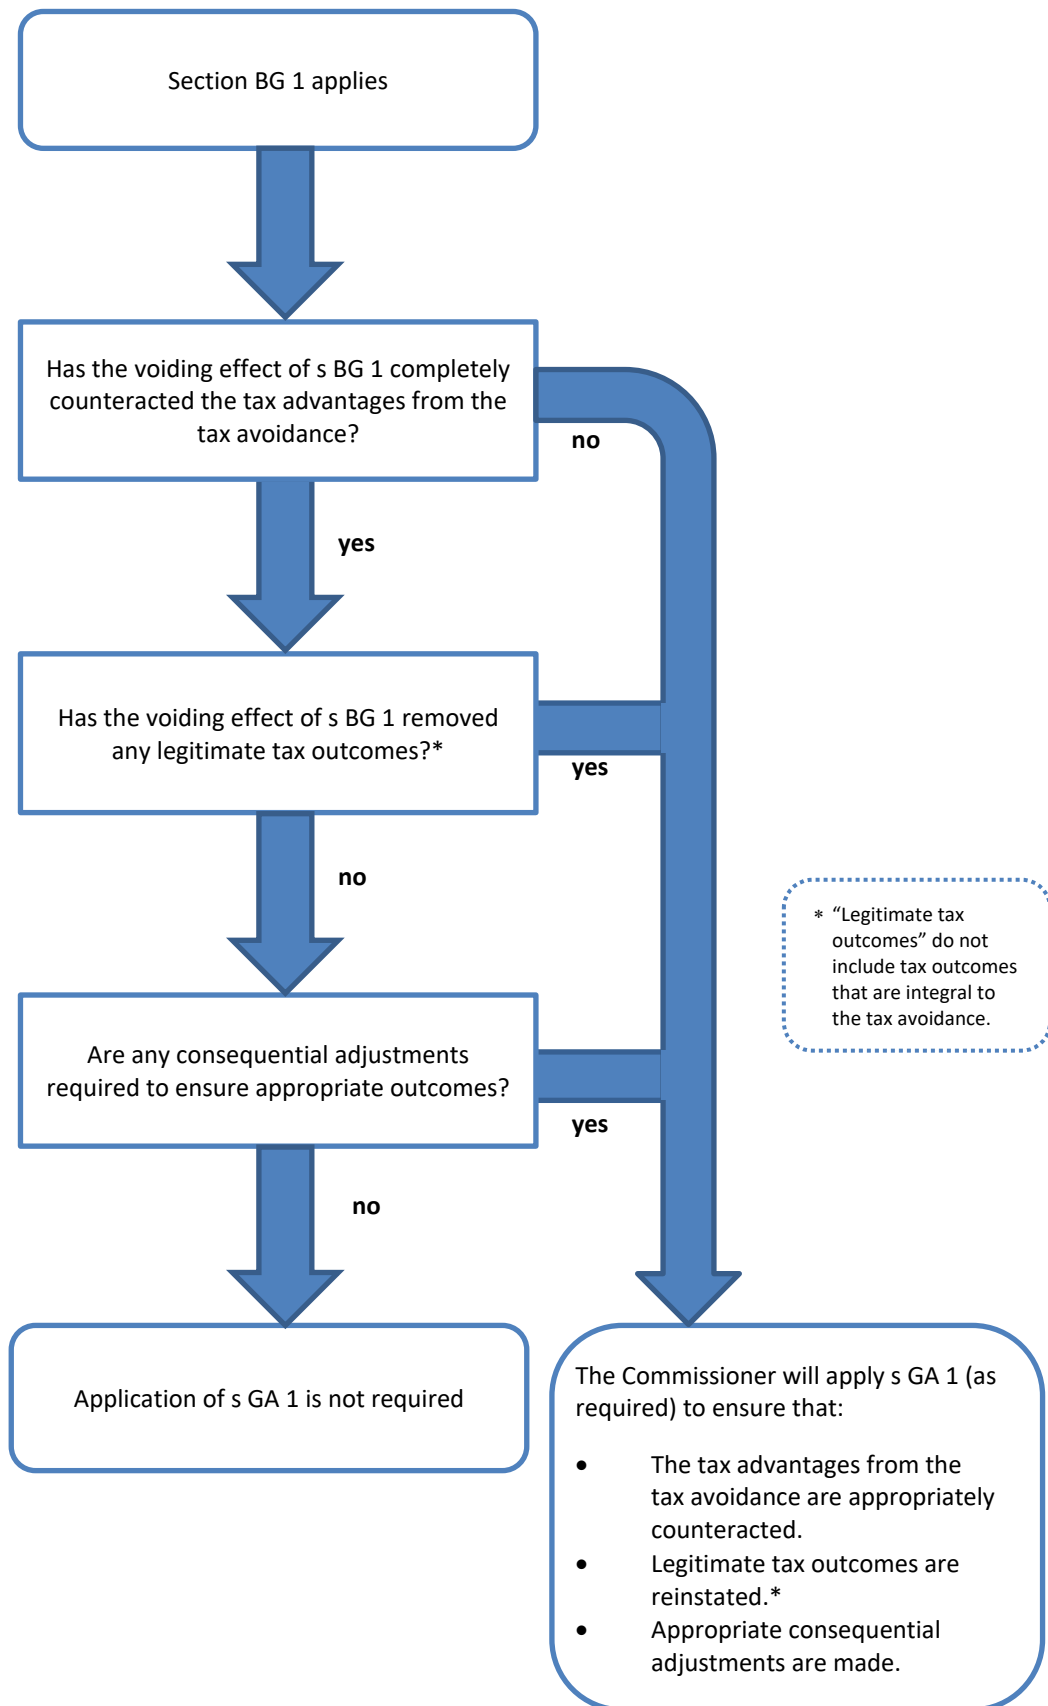 Section BG 1 applies
Has the voiding effect of s BG 1 completely
counteracted the tax advantages from the
tax avoidance?
no
yes
Has the voiding effect of s BG 1 removed
any legitimate tax outcomes?*
yes
no
* “Legitimate tax
outcomes” do not
include tax outcomes
that are integral to
the tax avoidance.
Are any consequential adjustments
required to ensure appropriate outcomes?
yes
no
Application of s GA 1 is not required
The Commissioner will apply s GA 1 (as
required) to ensure that:
• The tax advantages from the
tax avoidance are appropriately
counteracted.
• Legitimate tax outcomes are
reinstated.*
• Appropriate consequential
adjustments are made.